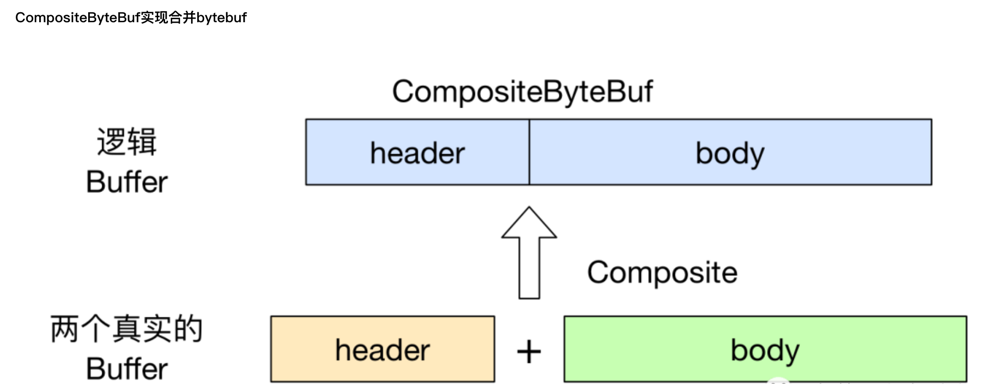 CompositeByteBuf实现合并bytebuf
CompositeByteBuf
逻辑
Buffer
header
body
Composite
两个真实的
Buffer
header
+
body